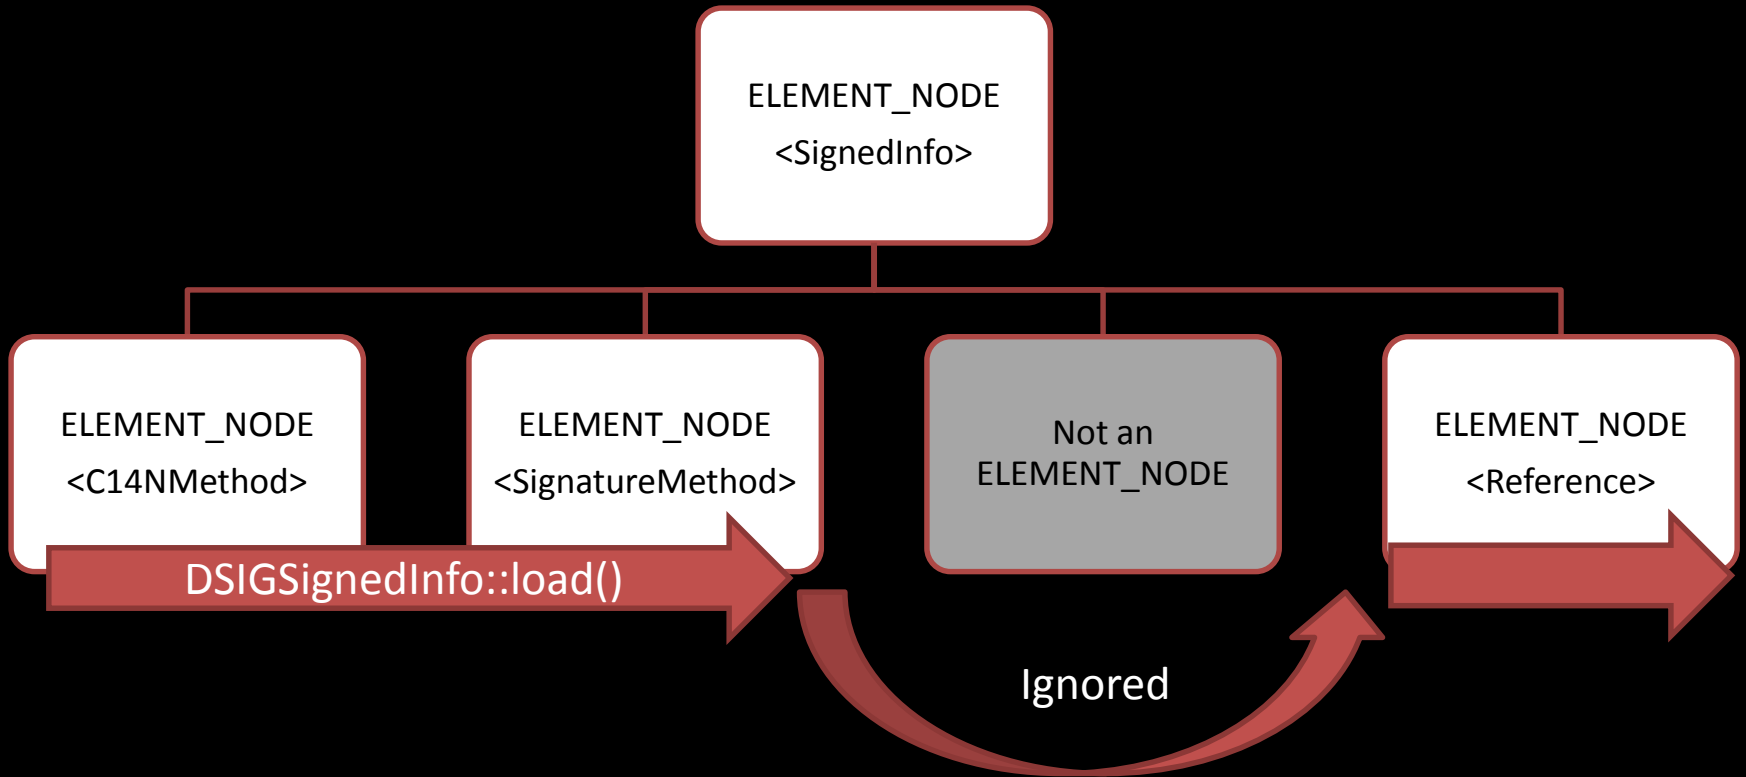 ELEMENT_NODE
<SignedInfo>
ELEMENT_NODE
<C14NMethod>
ELEMENT_NODE
<SignatureMethod>
Not an
ELEMENT_NODE
ELEMENT_NODE
<Reference>
DSIGSignedInfo::load()
Ignored